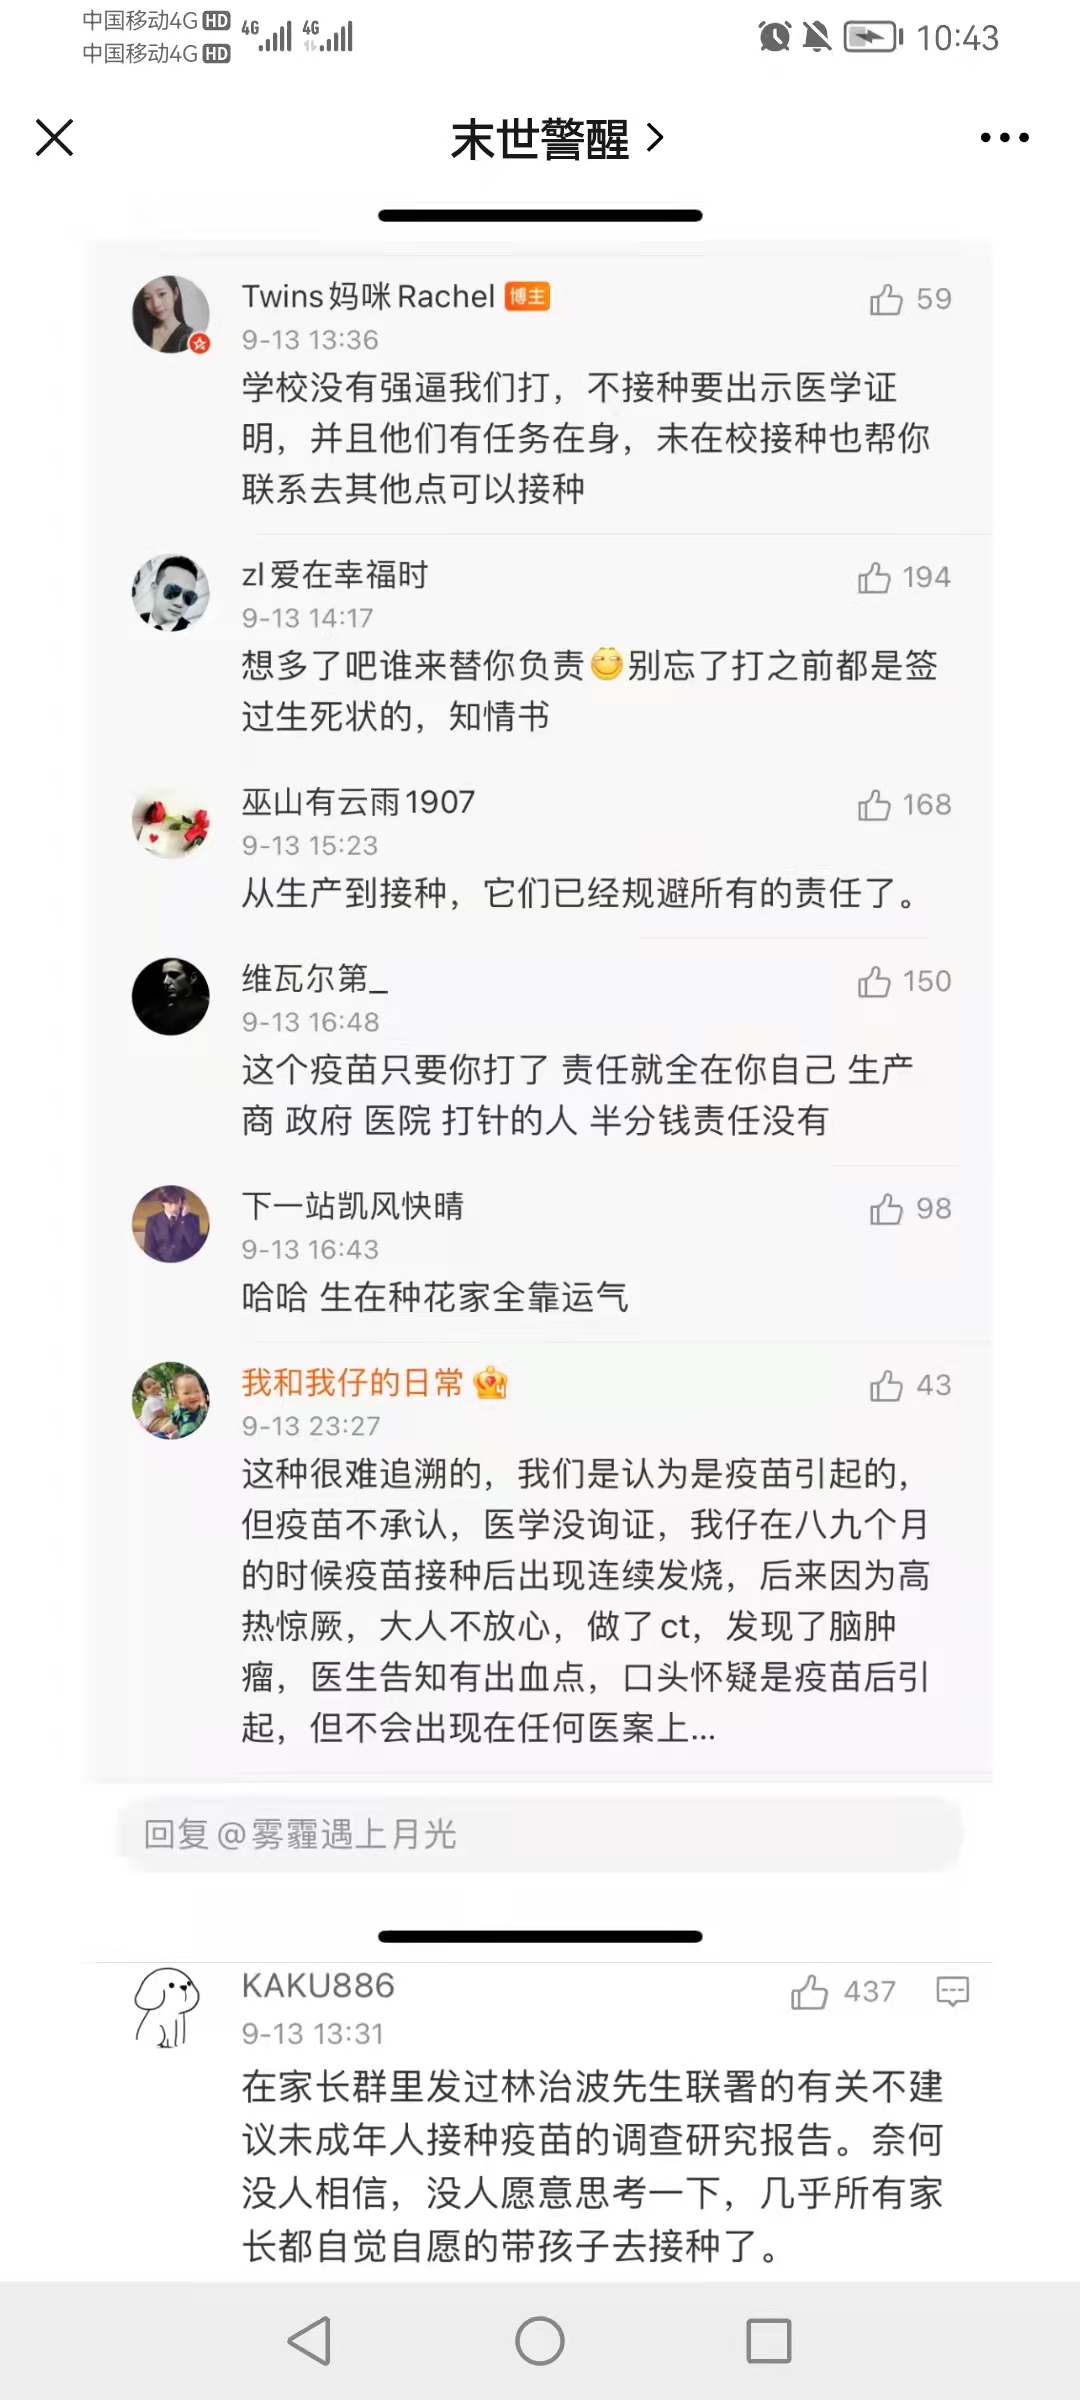 中国移动4G HD 4G 4G 10:43
中国移动4G HD
末世警醒
Twins妈咪Rachel 博主 59
9-13 13:36
学校没有强逼我们打，不接种要出示医学证
明，并且他们有任务在身，未在校接种也帮你
联系去其他点可以接种
zl爱在幸福时 194
9-13 14:17
想多了吧谁来替你负责😏别忘了打之前都是签
过生死状的，知情书
巫山有云雨1907 168
9-13 15:23
从生产到接种，它们已经规避所有的责任了。
维瓦尔第_ 150
9-13 16:48
这个疫苗只要你打了 责任就全在你自己 生产
商 政府 医院 打针的人 半分钱责任没有
下一站凯风快晴 98
9-13 16:43
哈哈 生在种花家全靠运气
我和我仔的日常 4 43
9-13 23:27
这种很难追溯的，我们是认为是疫苗引起的，
但疫苗不承认，医学没询证，我仔在八九个月
的时候疫苗接种后出现连续发烧，后来因为高
热惊厥，大人不放心，做了ct，发现了脑肿
瘤，医生告知有出血点，口头怀疑是疫苗后引
起，但不会出现在任何医案上...
回复@雾霾遇上月光
KAKU886 437
9-13 13:31
在家长群里发过林治波先生联署的有关不建
议未成年人接种疫苗的调查研究报告。奈何
没人相信，没人愿意思考一下，几乎所有家
长都自觉自愿的带孩子去接种了。